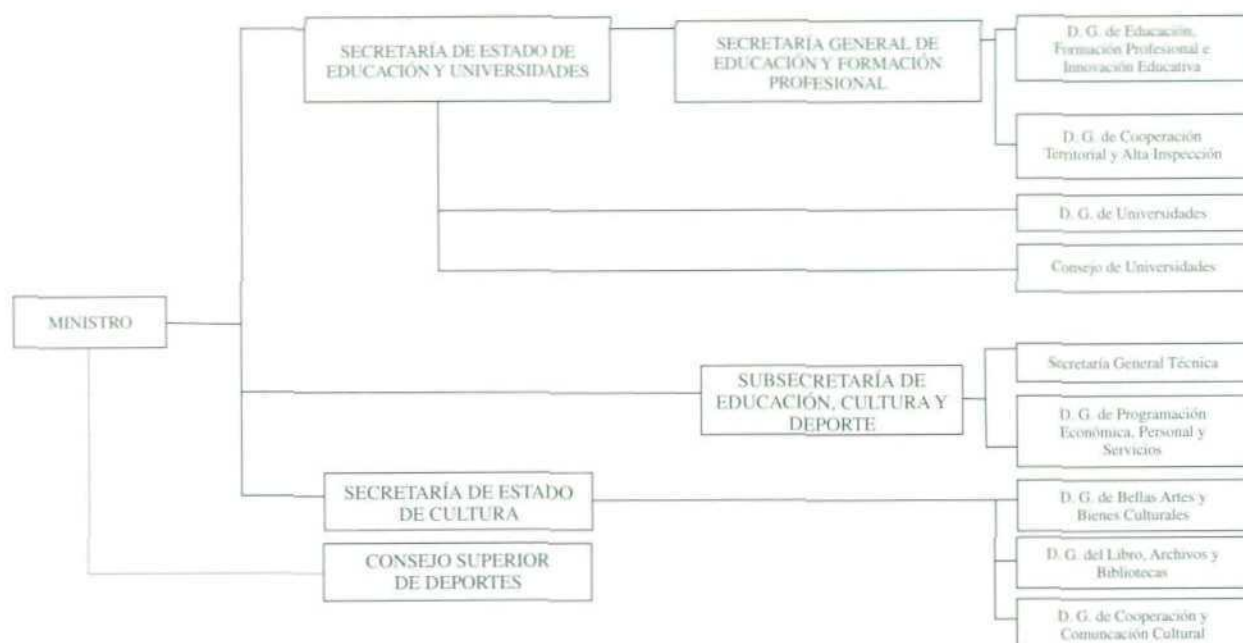 SECRETARÍA DE ESTADO DE
EDUCACIÓN Y UNIVERSIDADES
SECRETARÍA GENERAL DE
EDUCACIÓN Y FORMACIÓN
PROFESIONAL
D. G. de Educación,
Formación Profesional e
Innovación Educativa
D. G. de Cooperación
Territorial y Alta Inspección
D. G. de Universidades
Consejo de Universidades
MINISTRO
SUBSECRETARÍA DE
EDUCACIÓN, CULTURA Y
DEPORTE
Secretaría General Técnica
D. G. de Programación
Económica, Personal y
Servicios
SECRETARÍA DE ESTADO
DE CULTURA
D. G. de Bellas Artes y
Bienes Culturales
D. G. del Libro, Archivos y
Bibliotecas
D. G. de Cooperación y
Comuncación Cultural
CONSEJO SUPERIOR
DE DEPORTES